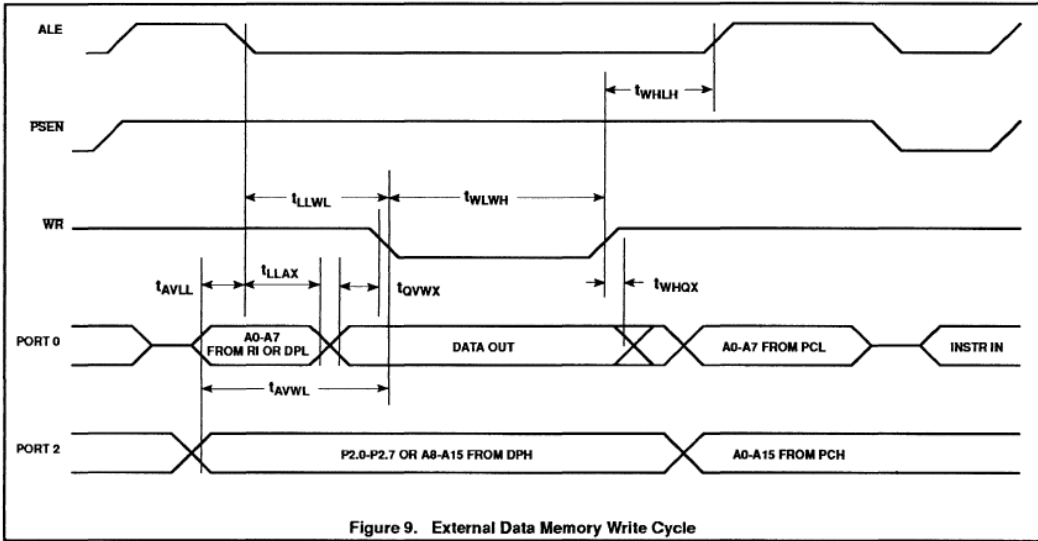 ALE
tWHLH
PSEN
tLLWL
tWLWH
WR
tAVLL
tLLAX
tQVWX
tWHQX
PORT 0
A0-A7
FROM RI OR DPL
DATA OUT
A0-A7 FROM PCL
INSTR IN
tAVWL
PORT 2
P2.0-P2.7 OR A8-A15 FROM DPH
A0-A15 FROM PCH
Figure 9. External Data Memory Write Cycle